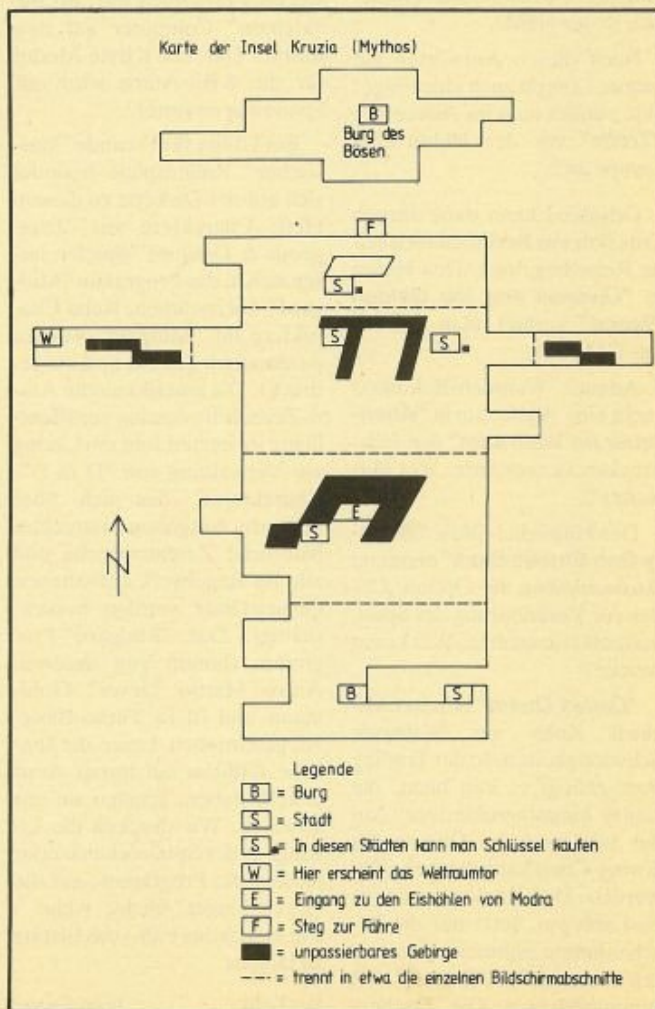 Karte der Insel Kruzia (Mythos)
B
Burg des
Bösen
F
S
W
S
S
E
S
N
B
S
Legende
B = Burg
S = Stadt
S = In diesen Städten kann man Schlüssel kaufen
W = Hier erscheint das Weltraumtor
E = Eingang zu den Eishöhlen von Modra
F = Steg zur Fähre
= unpassierbares Gebirge
= trennt in etwa die einzelnen Bildschirmabschnitte